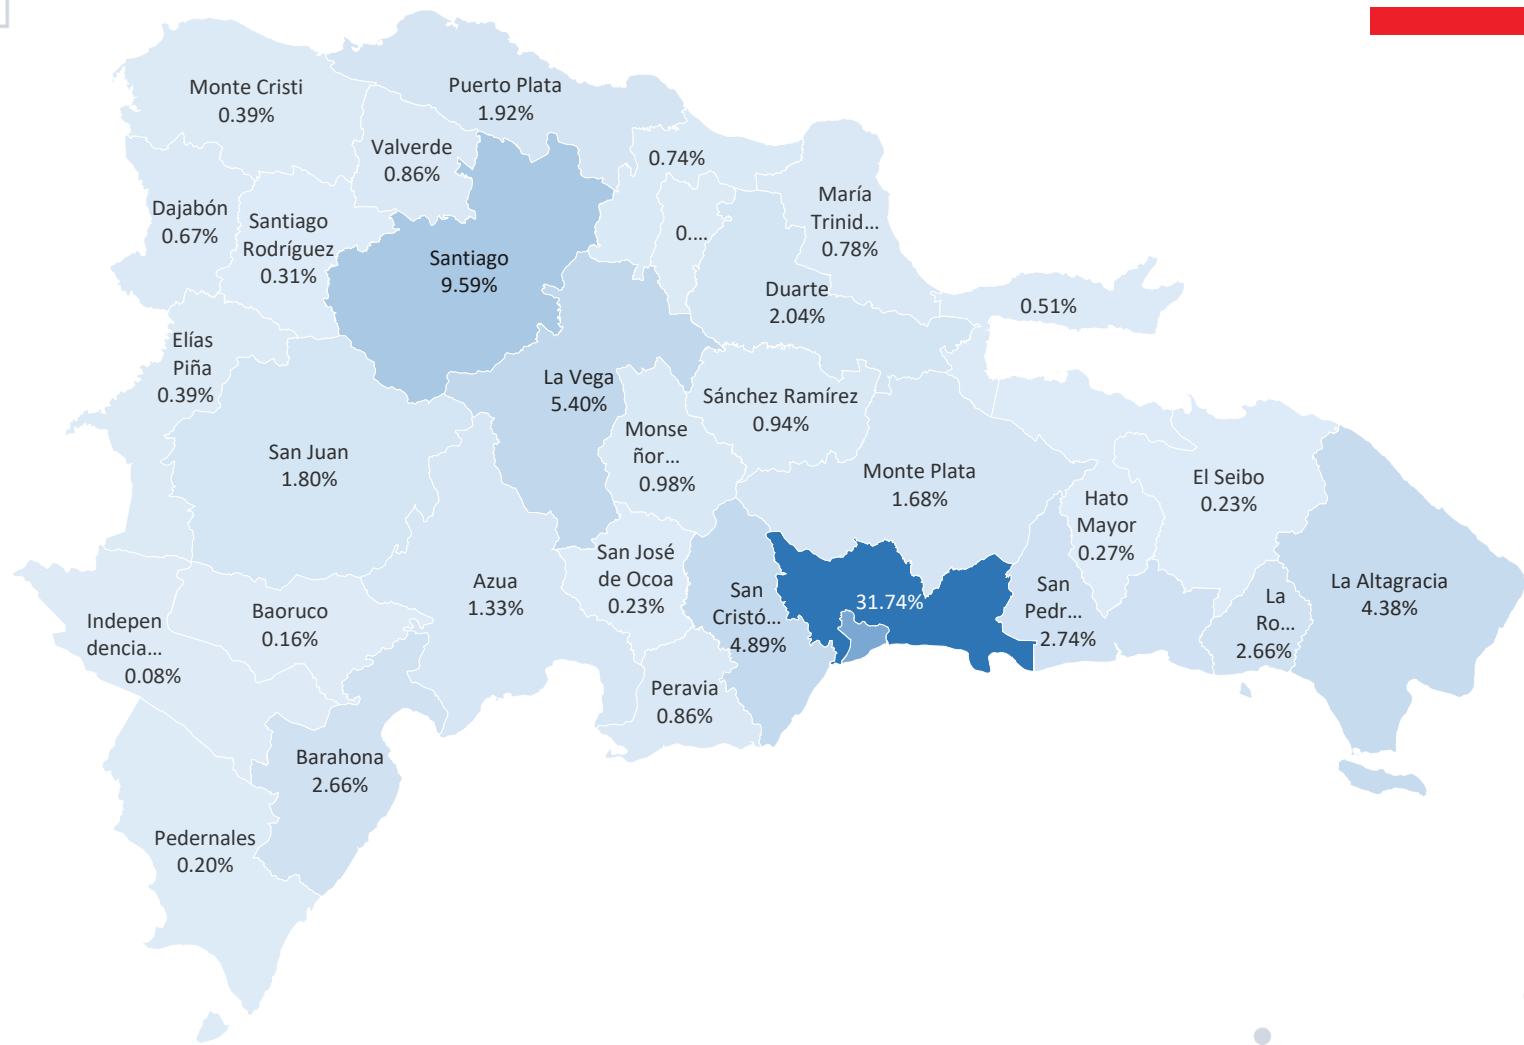 Monte Cristi
0.39%
Puerto Plata
1.92%
Valverde
0.86%
0.74%
Dajabón
0.67%
Santiago
Rodríguez
0.31%
María
Trinid...
0.78%
0....
Santiago
9.59%
Duarte
2.04%
0.51%
Elías
Piña
0.39%
La Vega
5.40%
Sánchez Ramírez
0.94%
San Juan
1.80%
Monse
ñor...
0.98%
Monte Plata
1.68%
El Seibo
0.23%
Hato
Mayor
0.27%
San José
de Ocoa
0.23%
Azua
1.33%
La Altagracia
4.38%
San
Cristó...
4.89%
31.74%
San
Pedr...
2.74%
La
Ro...
2.66%
Baoruco
0.16%
Indepen
dencia...
0.08%
Peravia
0.86%
Barahona
2.66%
Pedernales
0.20%